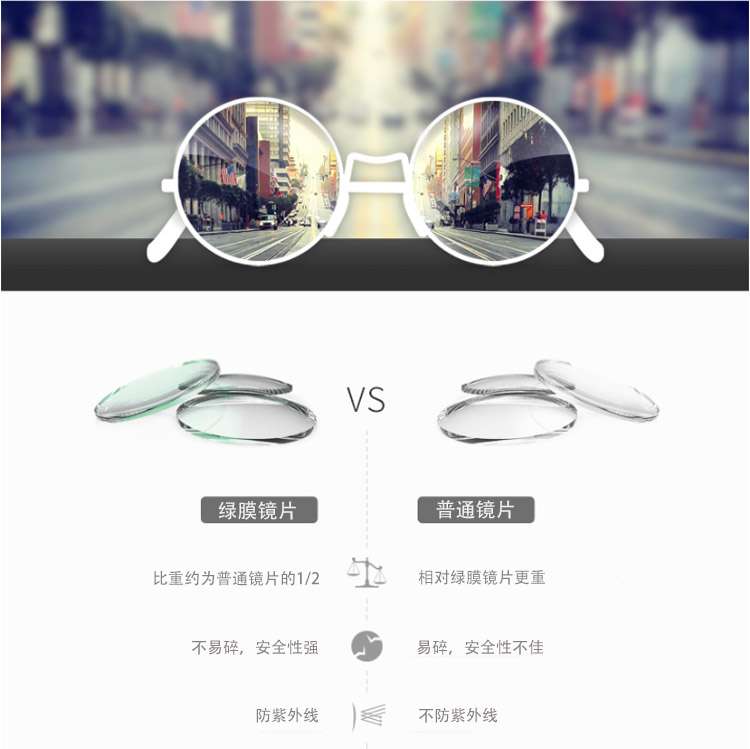 VS
绿膜镜片
普通镜片
比重约为普通镜片的1/2
相对绿膜镜片更重
不易碎，安全性强
易碎，安全性不佳
防紫外线
不防紫外线